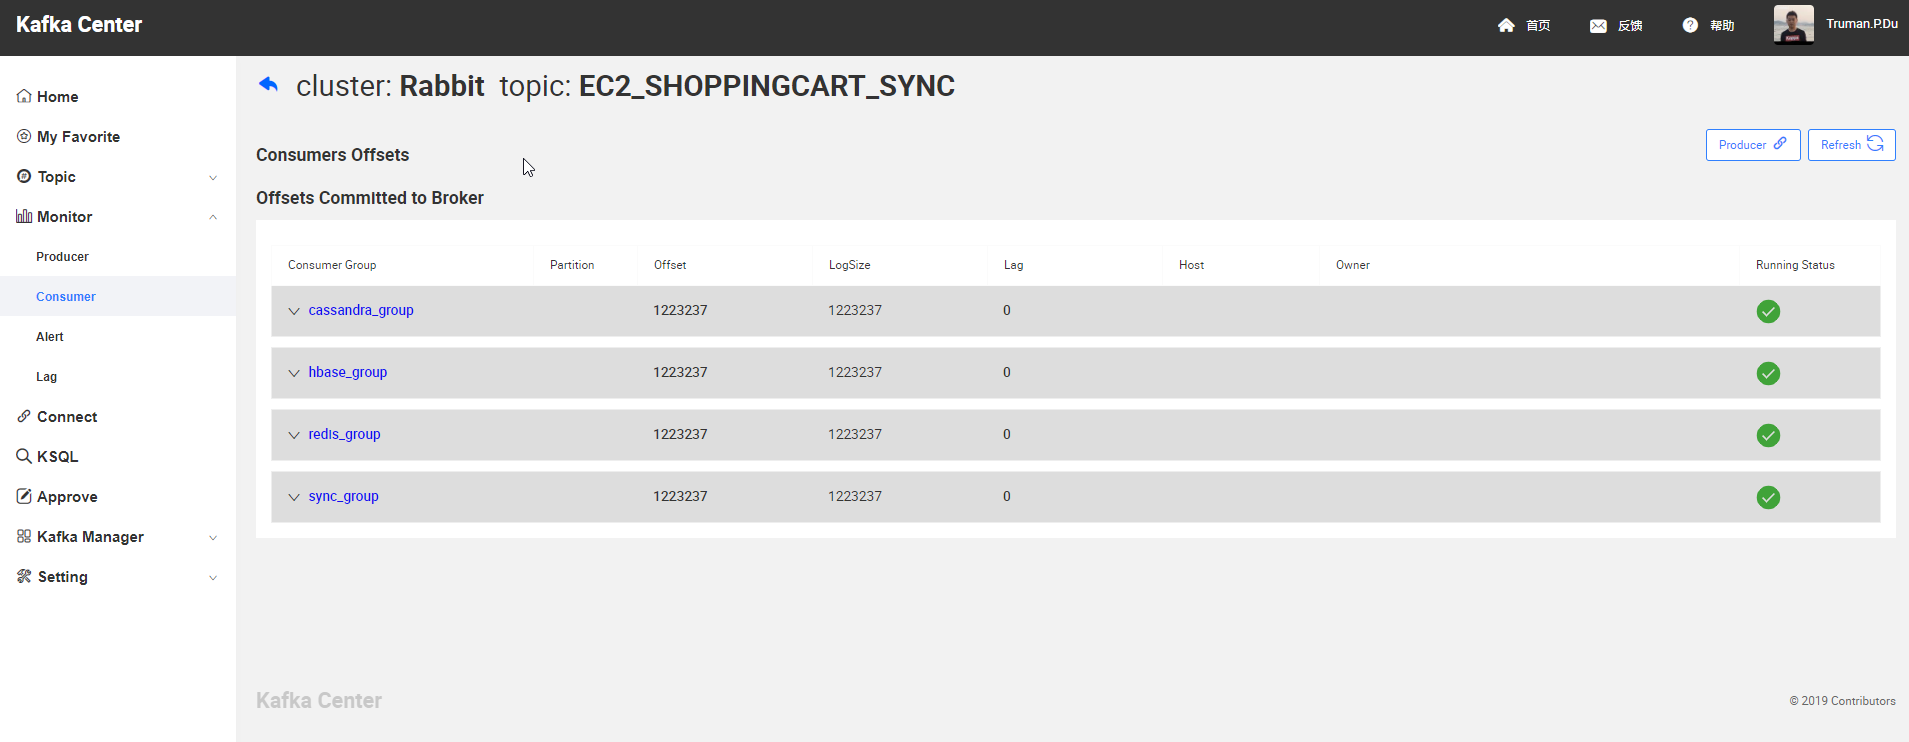 Kafka Center
首页
反馈
帮助
Truman.P.Du
Home
My Favorite
Topic
Monitor
Producer
Consumer
Alert
Lag
Connect
KSQL
Approve
Kafka Manager
Setting
cluster: Rabbit topic: EC2_SHOPPINGCART_SYNC
Producer
Refresh
Consumers Offsets
Offsets Committed to Broker
Consumer Group Partition Offset LogSize Lag Host Owner Running Status
cassandra_group 1223237 1223237 0
hbase_group 1223237 1223237 0
redis_group 1223237 1223237 0
sync_group 1223237 1223237 0
Kafka Center
© 2019 Contributors